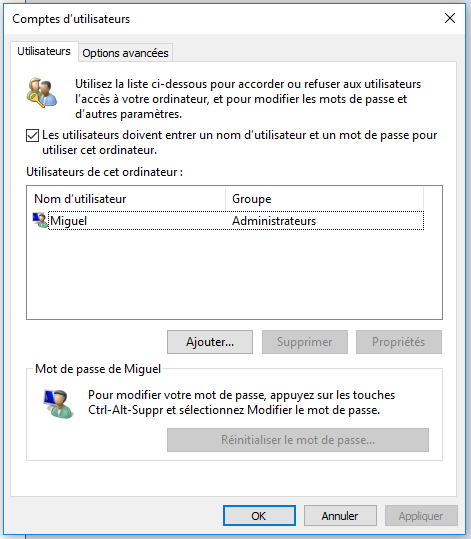 Comptes d'utilisateurs
Utilisateurs
Options avancées
Utilisez la liste ci-dessous pour accorder ou refuser aux utilisateurs
l'accès à votre ordinateur, et pour modifier les mots de passe et
d'autres paramètres.
Les utilisateurs doivent entrer un nom d'utilisateur et un mot de passe pour
utiliser cet ordinateur.
Utilisateurs de cet ordinateur :
Nom d'utilisateur Groupe
Miguel Administrateurs
Ajouter... Supprimer Propriétés
Mot de passe de Miguel
Pour modifier votre mot de passe, appuyez sur les touches
Ctrl-Alt-Suppr et sélectionnez Modifier le mot de passe.
Réinitialiser le mot de passe...
OK Annuler Appliquer